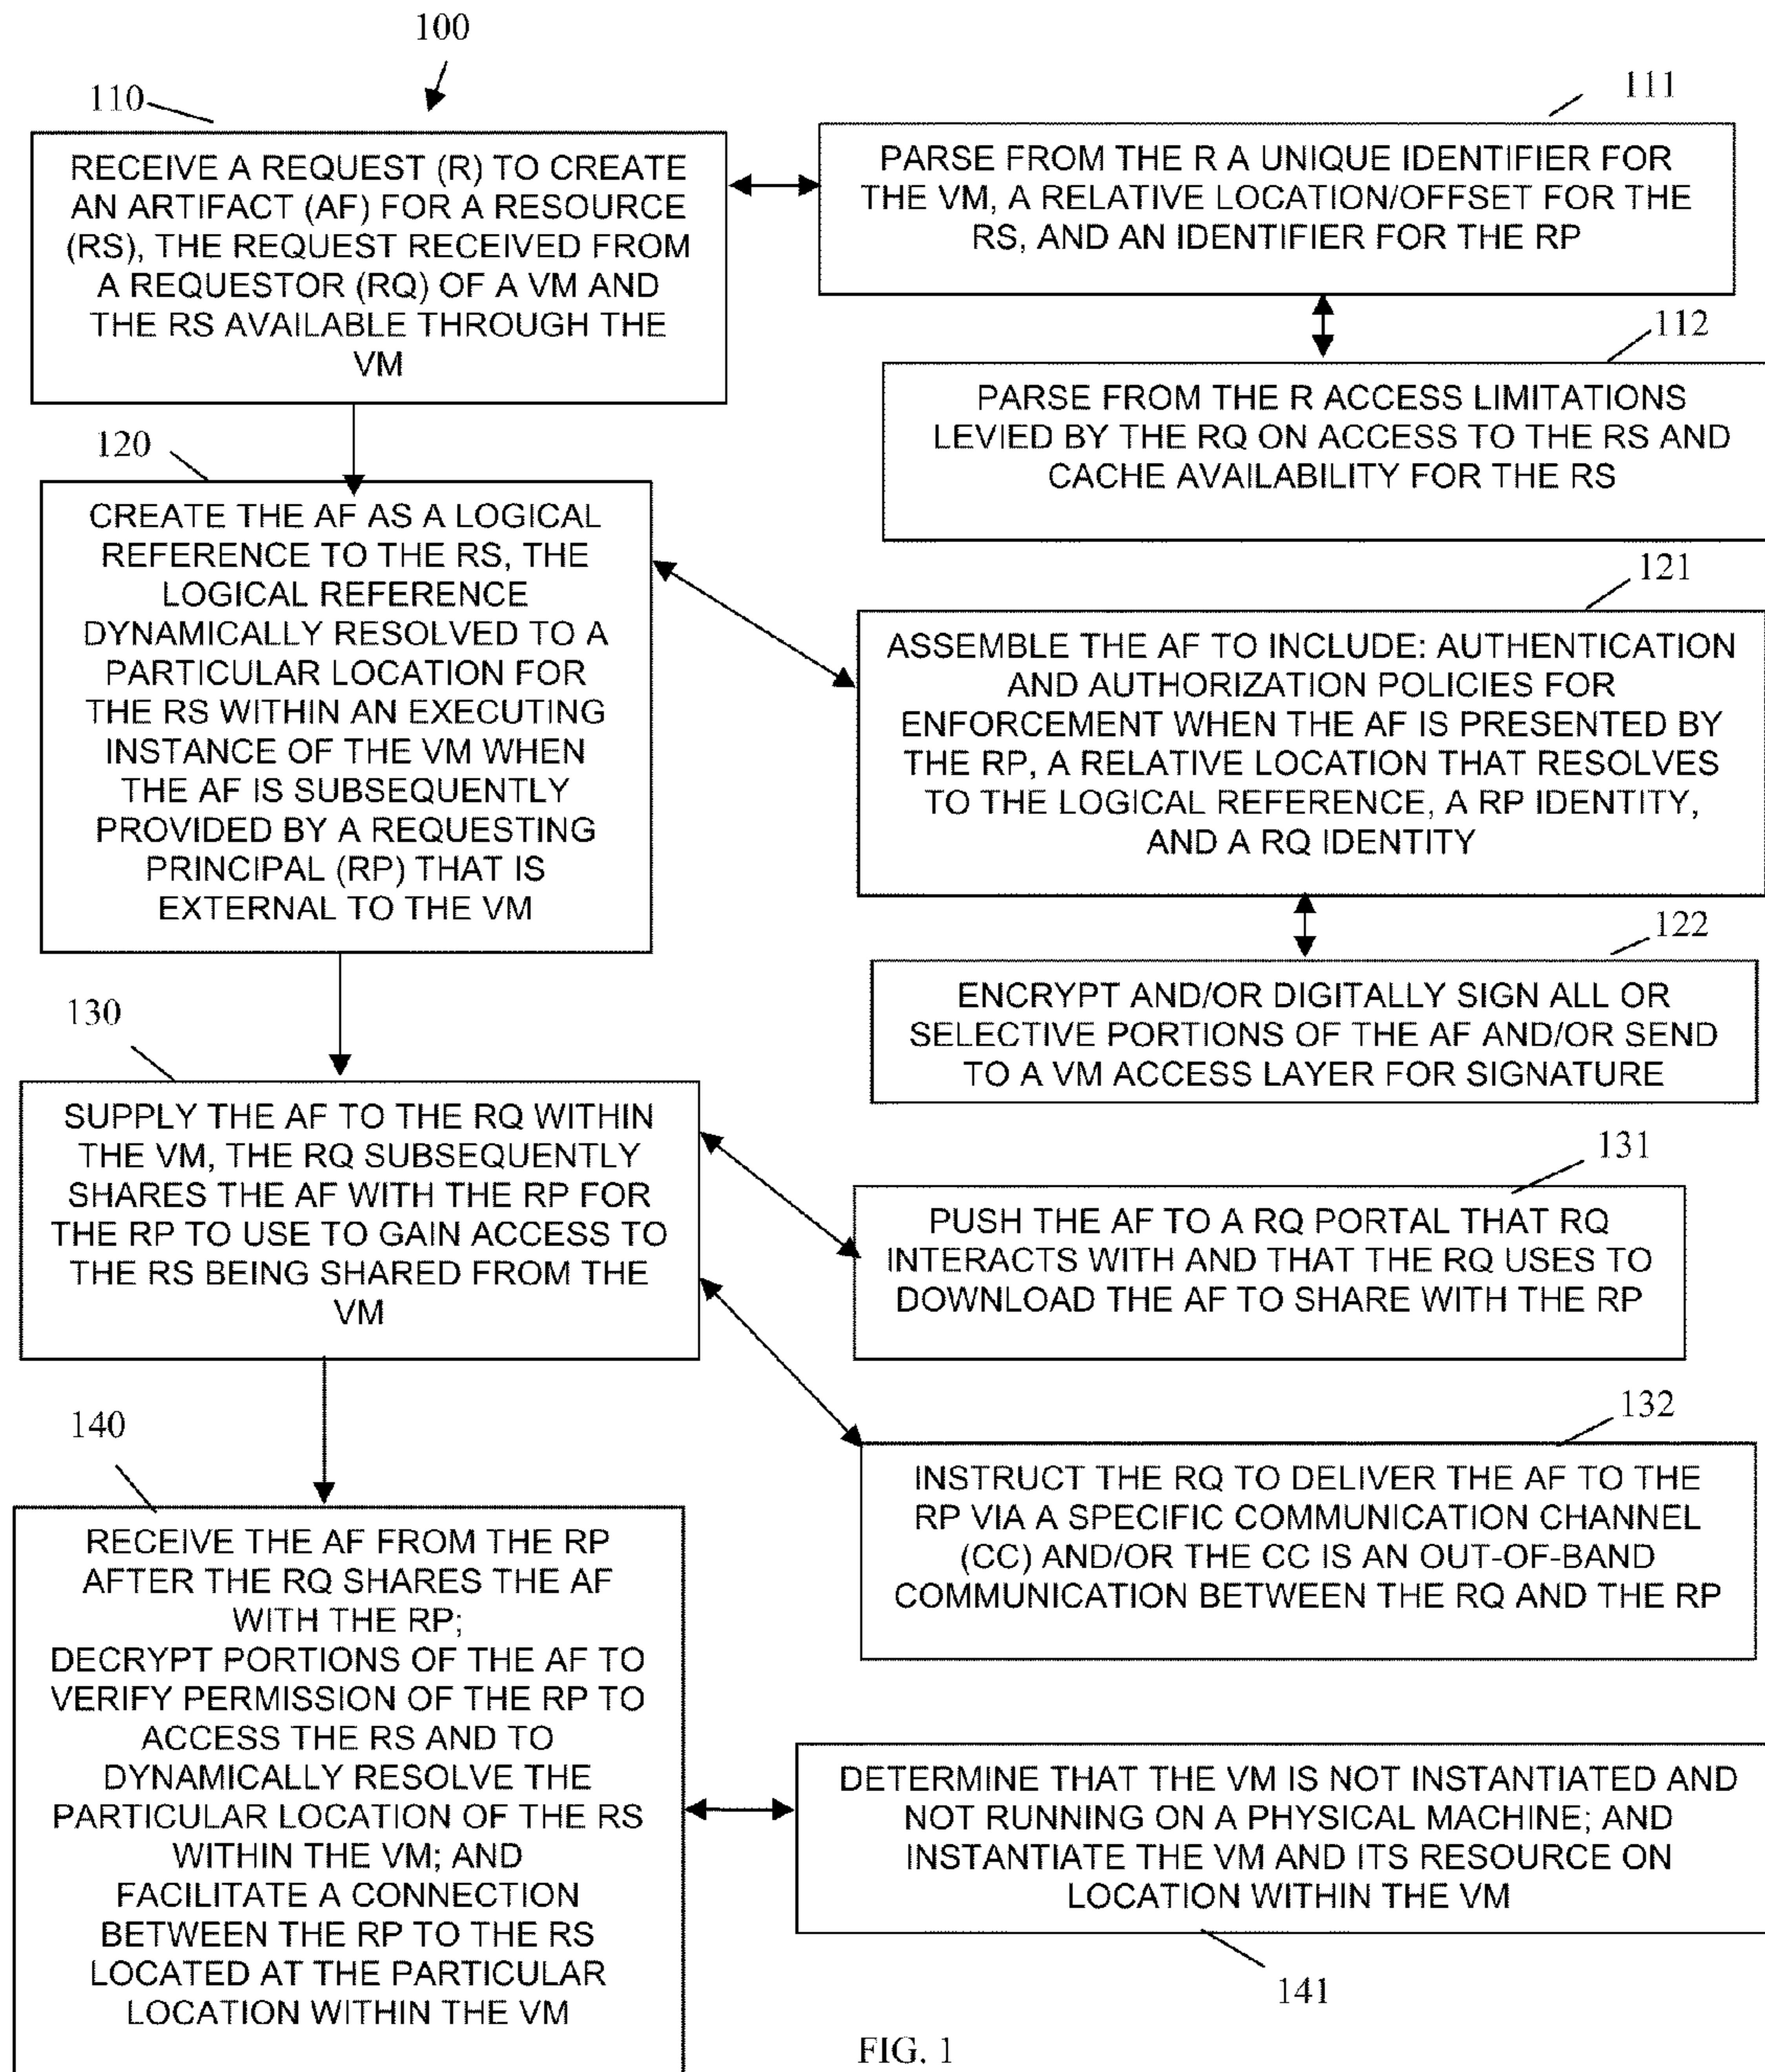 100
110
RECEIVE A REQUEST (R) TO CREATE
AN ARTIFACT (AF) FOR A RESOURCE
(RS), THE REQUEST RECEIVED FROM
A REQUESTOR (RQ) OF A VM AND
THE RS AVAILABLE THROUGH THE
VM
111
PARSE FROM THE R A UNIQUE IDENTIFIER FOR
THE VM, A RELATIVE LOCATION/OFFSET FOR THE
RS, AND AN IDENTIFIER FOR THE RP
112
PARSE FROM THE R ACCESS LIMITATIONS
LEVIED BY THE RQ ON ACCESS TO THE RS AND
CACHE AVAILABILITY FOR THE RS
120
CREATE THE AF AS A LOGICAL
REFERENCE TO THE RS, THE
LOGICAL REFERENCE
DYNAMICALLY RESOLVED TO A
PARTICULAR LOCATION FOR
THE RS WITHIN AN EXECUTING
INSTANCE OF THE VM WHEN
THE AF IS SUBSEQUENTLY
PROVIDED BY A REQUESTING
PRINCIPAL (RP) THAT IS
EXTERNAL TO THE VM
121
ASSEMBLE THE AF TO INCLUDE: AUTHENTICATION
AND AUTHORIZATION POLICIES FOR
ENFORCEMENT WHEN THE AF IS PRESENTED BY
THE RP, A RELATIVE LOCATION THAT RESOLVES
TO THE LOGICAL REFERENCE, A RP IDENTITY,
AND A RQ IDENTITY
122
ENCRYPT AND/OR DIGITALLY SIGN ALL OR
SELECTIVE PORTIONS OF THE AF AND/OR SEND
TO A VM ACCESS LAYER FOR SIGNATURE
130
SUPPLY THE AF TO THE RQ WITHIN
THE VM, THE RQ SUBSEQUENTLY
SHARES THE AF WITH THE RP FOR
THE RP TO USE TO GAIN ACCESS TO
THE RS BEING SHARED FROM THE
VM
131
PUSH THE AF TO A RQ PORTAL THAT RQ
INTERACTS WITH AND THAT THE RQ USES TO
DOWNLOAD THE AF TO SHARE WITH THE RP
132
INSTRUCT THE RQ TO DELIVER THE AF TO THE
RP VIA A SPECIFIC COMMUNICATION CHANNEL
(CC) AND/OR THE CC IS AN OUT-OF-BAND
COMMUNICATION BETWEEN THE RQ AND THE RP
140
RECEIVE THE AF FROM THE RP
AFTER THE RQ SHARES THE AF
WITH THE RP;
DECRYPT PORTIONS OF THE AF TO
VERIFY PERMISSION OF THE RP TO
ACCESS THE RS AND TO
DYNAMICALLY RESOLVE THE
PARTICULAR LOCATION OF THE RS
WITHIN THE VM; AND
FACILITATE A CONNECTION
BETWEEN THE RP TO THE RS
LOCATED AT THE PARTICULAR
LOCATION WITHIN THE VM
DETERMINE THAT THE VM IS NOT INSTANTIATED AND
NOT RUNNING ON A PHYSICAL MACHINE; AND
INSTANTIATE THE VM AND ITS RESOURCE ON
LOCATION WITHIN THE VM
141
FIG. 1